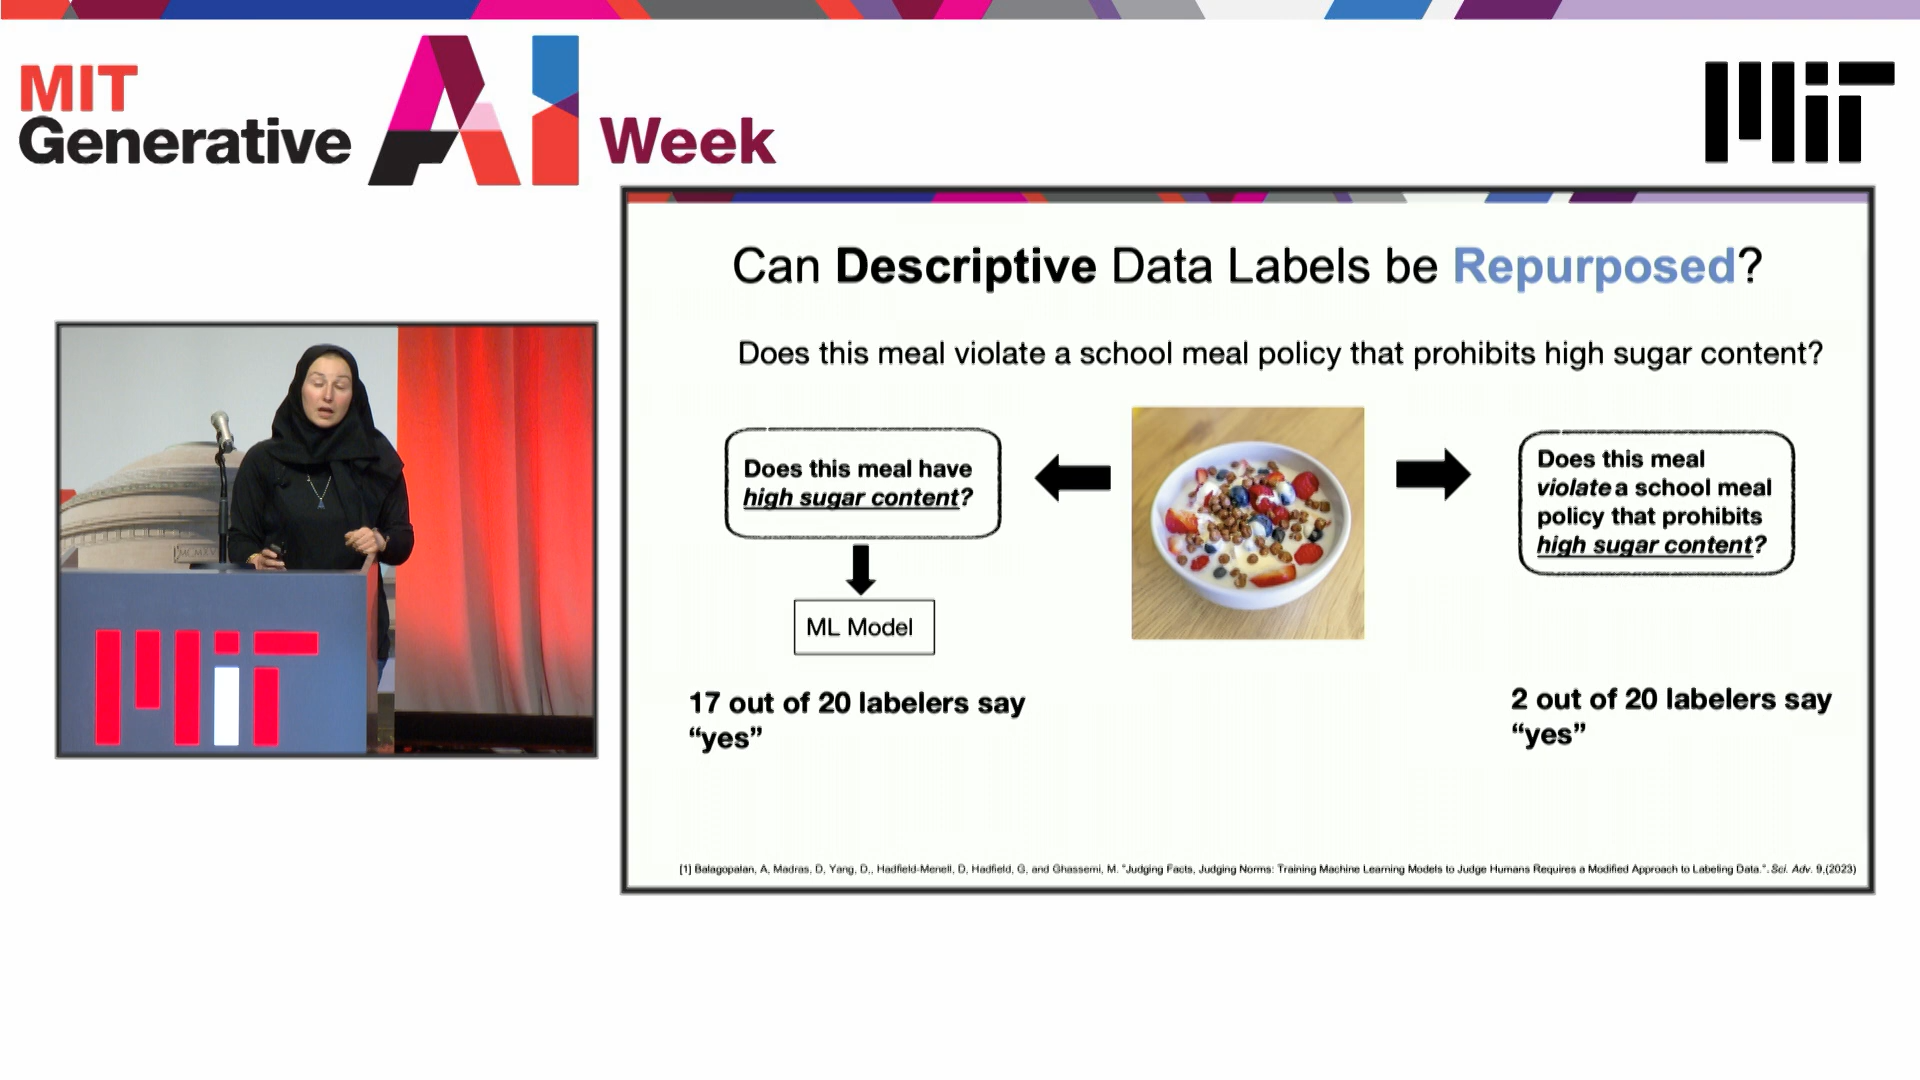 MIT
Generative AI Week
MIT
Can Descriptive Data Labels be Repurposed?
Does this meal violate a school meal policy that prohibits high sugar content?
Does this meal have
high sugar content?
ML Model
17 out of 20 labelers say
“yes”
Does this meal
violate a school meal
policy that prohibits
high sugar content?
2 out of 20 labelers say
“yes”
[1] Balagopalan, A, Madras, D, Yang, D,, Hadfield-Menell, D, Hadfield, G, and Ghassemi, M. "Judging Facts, Judging Norms: Training Machine Learning Models to Judge Humans Requires a Modified Approach to Labeling Data.". Sci. Adv. 9,(2023)
MIT